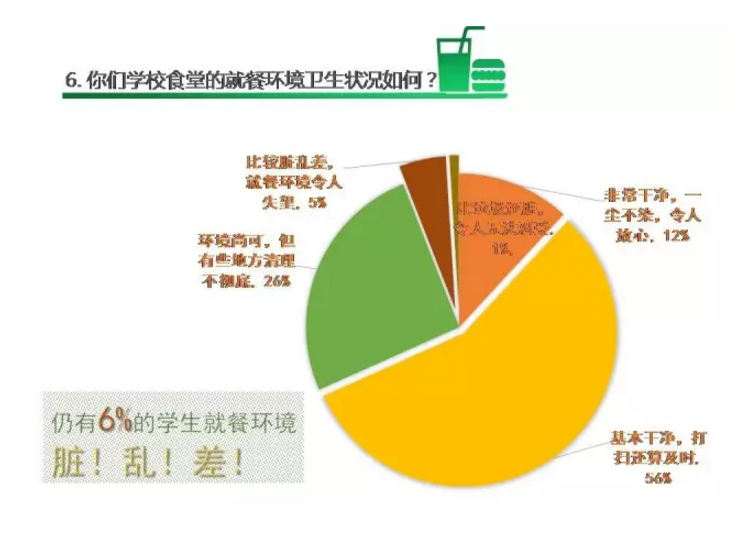 6. 你们学校食堂的就餐环境卫生状况如何？
比较脏乱差，
就餐环境令人
失望, 5%
非常干净，一
尘不染，令人
放心, 12%
令人
1%,
环境尚可，但
有些地方清理
不彻底, 26%
仍有6%的学生就餐环境
脏！乱！差！
基本干净，打
扫还算及时,
56%